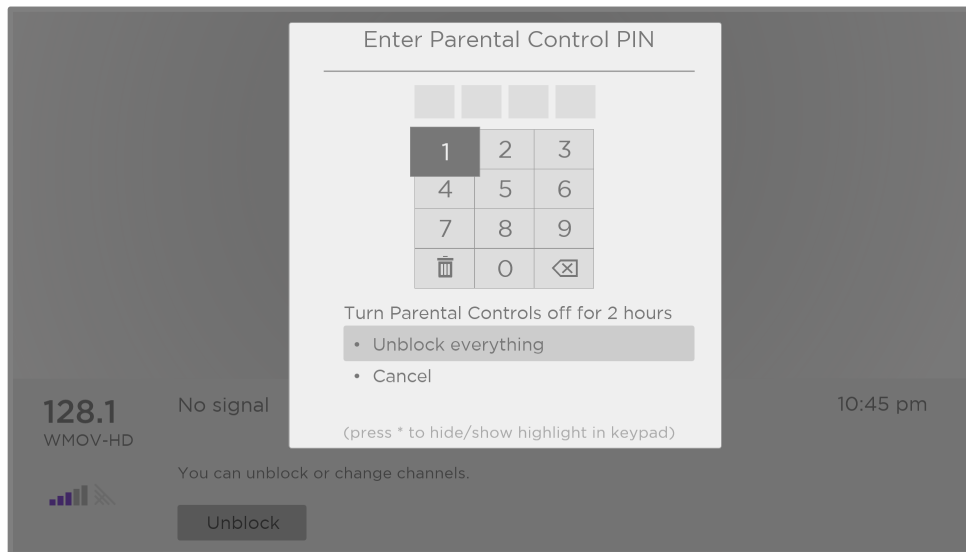 Enter Parental Control PIN
1 2 3
4 5 6
7 8 9
0
Turn Parental Controls off for 2 hours
• Unblock everything
• Cancel
(press * to hide/show highlight in keypad)
128.1 No signal 10:45 pm
WMOV-HD
You can unblock or change channels.
Unblock